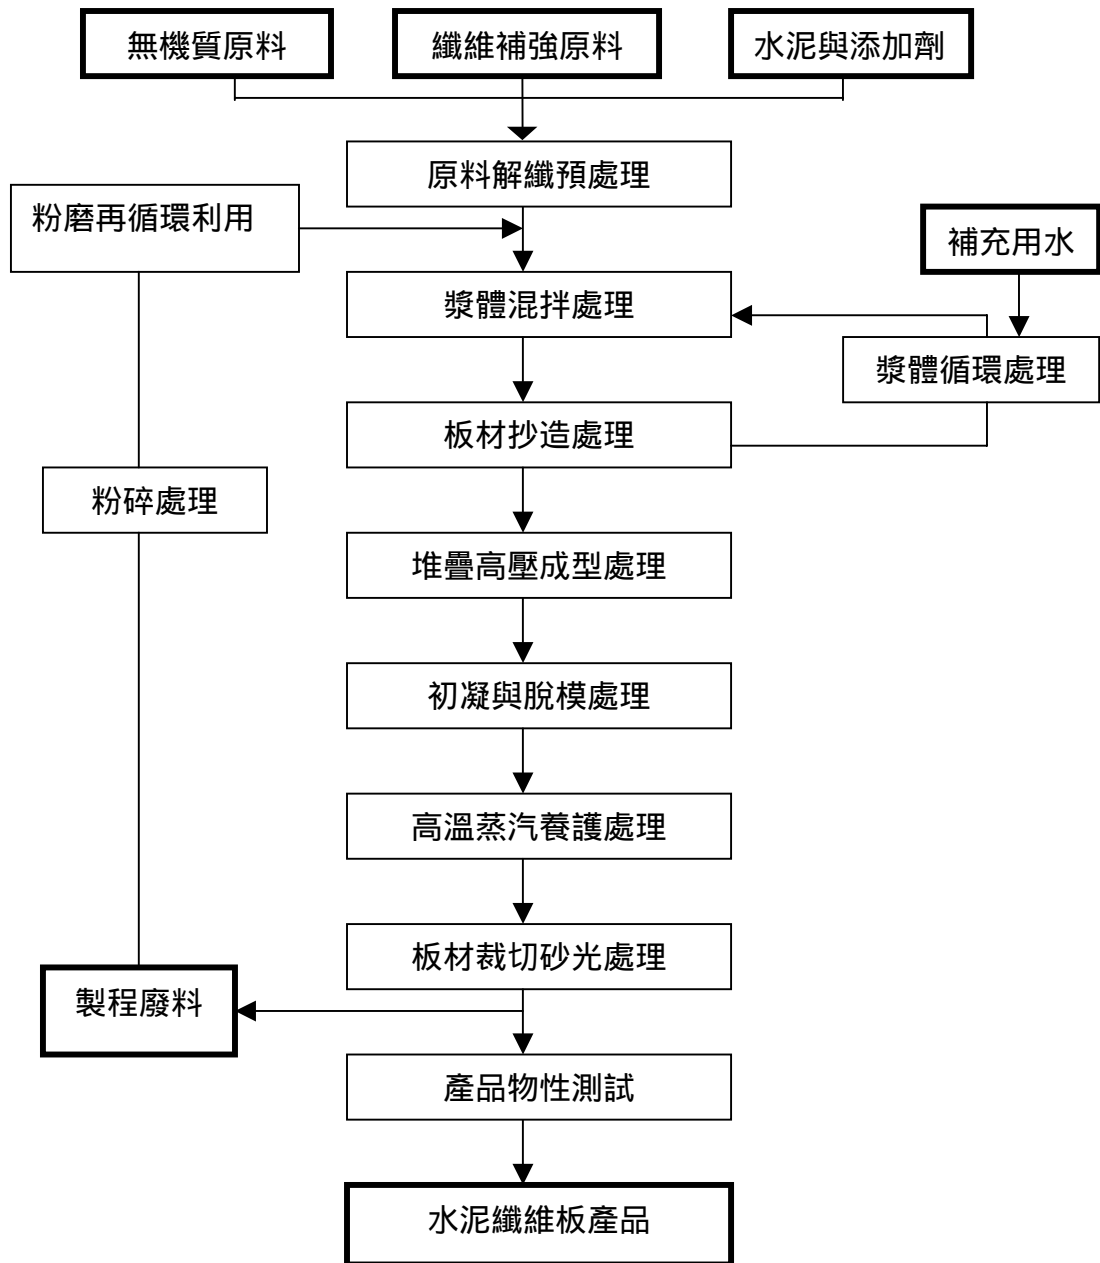 無機質原料
纖維補強原料
水泥與添加劑
原料解纖預處理
粉磨再循環利用
補充用水
漿體混拌處理
漿體循環處理
板材抄造處理
粉碎處理
堆疊高壓成型處理
初凝與脫模處理
高溫蒸汽養護處理
板材裁切砂光處理
製程廢料
產品物性測試
水泥纖維板產品